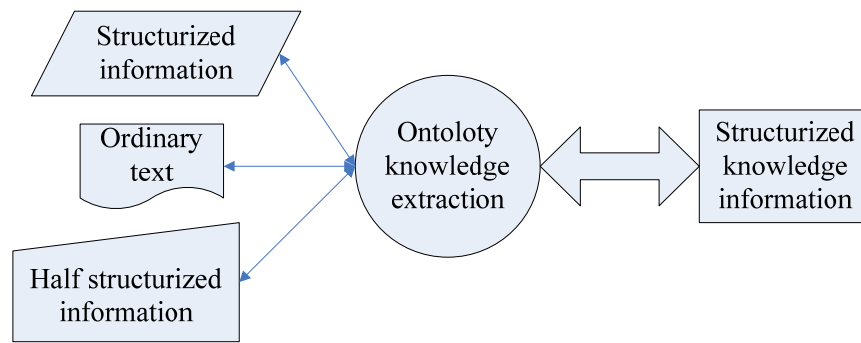 Structurized
information
Ordinary
text
Half structurized
information
Ontoloty
knowledge
extraction
Structurized
knowledge
information